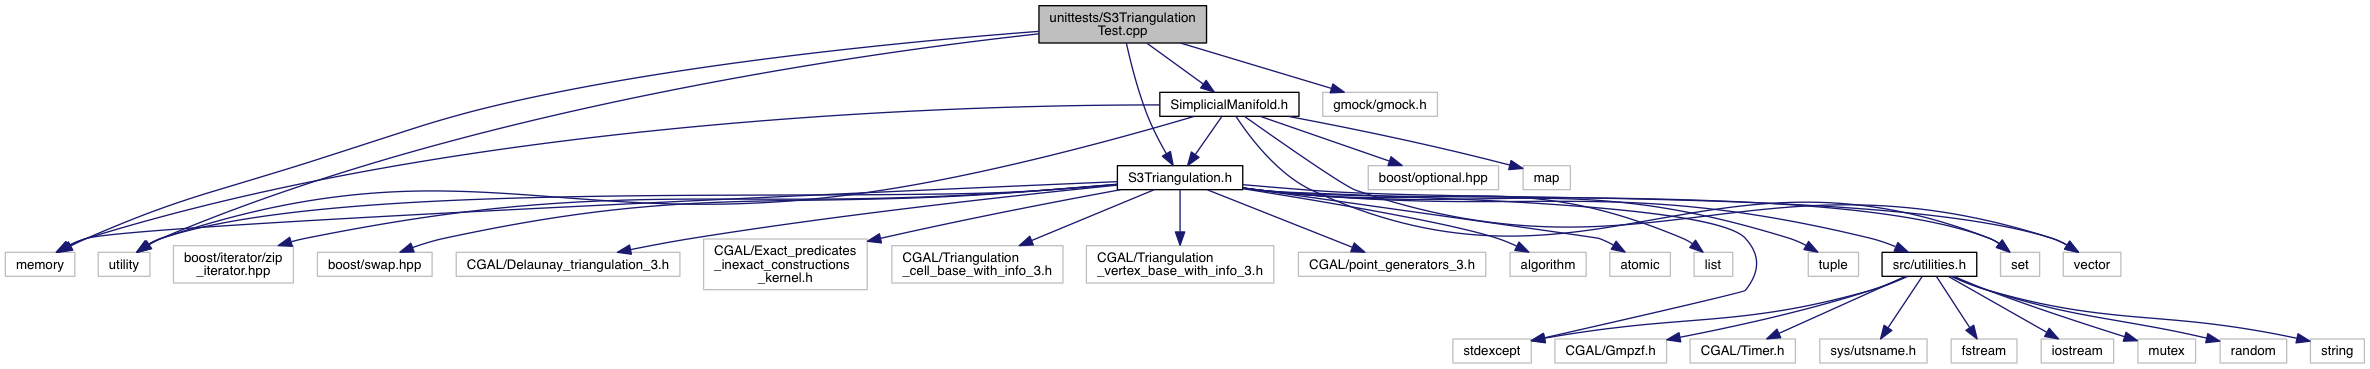 unittests/S3Triangulation
Test.cpp
SimplicialManifold.h
gmock/gmock.h
S3Triangulation.h
boost/optional.hpp
map
memory
utility
boost/iterator/zip
_iterator.hpp
boost/swap.hpp
CGAL/Delaunay_triangulation_3.h
CGAL/Exact_predicates
_inexact_constructions
_kernel.h
CGAL/Triangulation
_cell_base_with_info_3.h
CGAL/Triangulation
_vertex_base_with_info_3.h
CGAL/point_generators_3.h
algorithm
atomic
list
tuple
src/utilities.h
set
vector
stdexcept
CGAL/Gmpzf.h
CGAL/Timer.h
sys/utsname.h
fstream
iostream
mutex
random
string